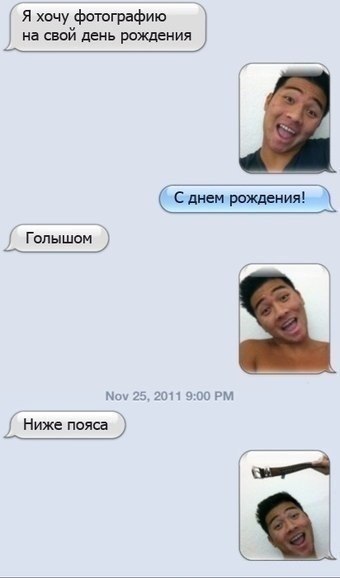 Я хочу фотографию
на свой день рождения
С днем рождения!
Голышом
Nov 25, 2011 9:00 PM
Ниже пояса